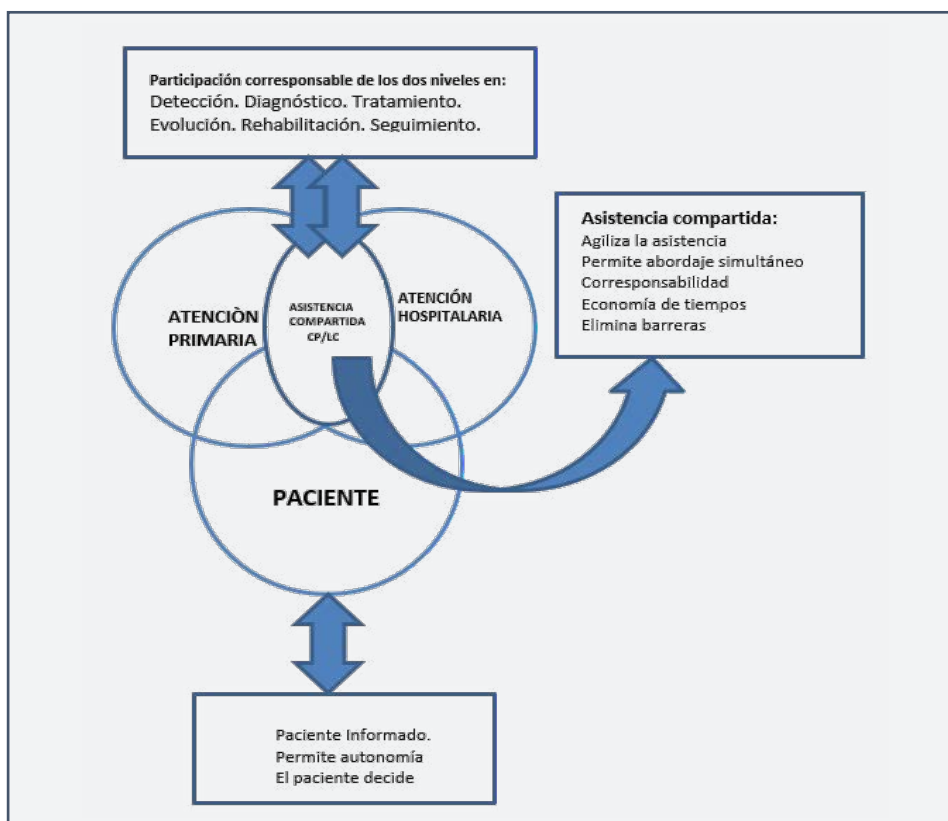 Participación corresponsable de los dos niveles en:
Detección. Diagnóstico. Tratamiento.
Evolución. Rehabilitación. Seguimiento.
Asistencia compartida:
Agiliza la asistencia
Permite abordaje simultáneo
Corresponsabilidad
Economía de tiempos
Elimina barreras
ATENCIÒN
PRIMARIA
ASISTENCIA
COMPARTIDA
CP/LC
ATENCIÓN
HOSPITALARIA
PACIENTE
Paciente Informado.
Permite autonomía
El paciente decide